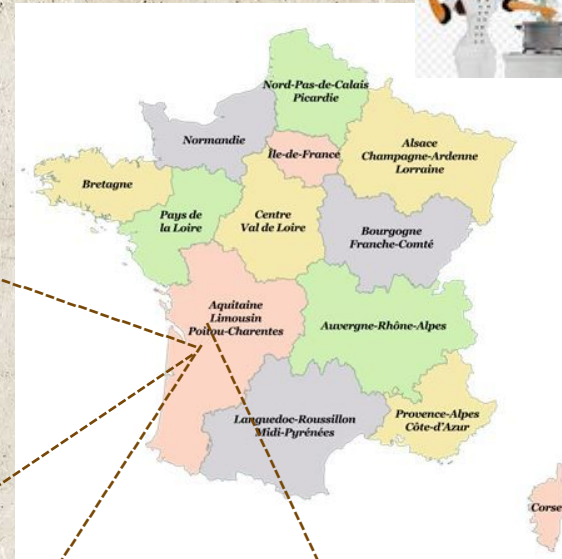 Nord-Pas-de-Calais
Picardie
Normandie
Île-de-France
Alsace
Champagne-Ardenne
Lorraine
Bretagne
Pays de
la Loire
Centre
Val de Loire
Bourgogne
Franche-Comté
Aquitaine
Limousin
Poitou-Charentes
Auvergne-Rhône-Alpes
Languedoc-Roussillon
Midi-Pyrénées
Provence-Alpes
Côte-d'Azur
Corse